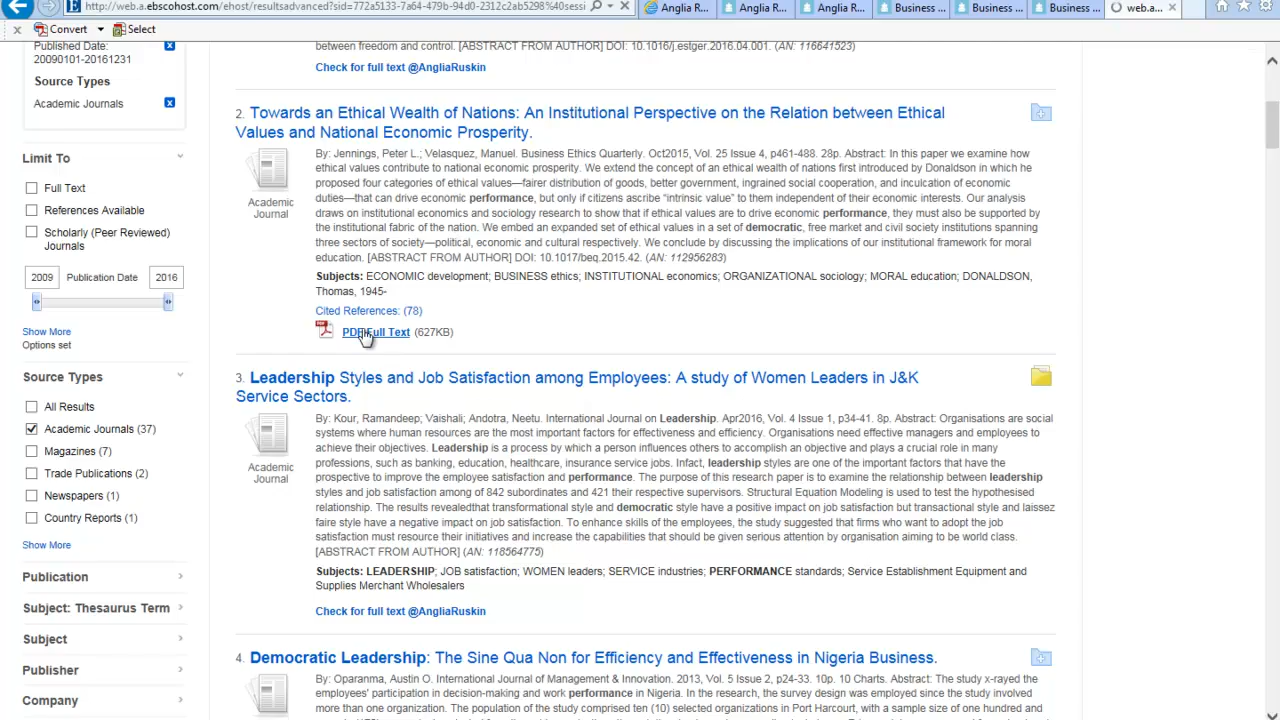 http://web.a.ebscohost.com/ehost/resultsadvanced?sid=772a5133-7a64-479b-94d0-2312c2ab5298%40sessi
Anglia R...
Anglia R...
Anglia R...
Business ...
Business ...
Business ...
web.a...
Convert
Select
Published Date:
20090101-20161231
Source Types
Academic Journals
Limit To
Full Text
References Available
Scholarly (Peer Reviewed)
Journals
2009 Publication Date 2016
Show More
Options set
Source Types
All Results
Academic Journals (37)
Magazines (7)
Trade Publications (2)
Newspapers (1)
Country Reports (1)
Show More
Publication
Subject: Thesaurus Term
Subject
Publisher
Company
between freedom and control. [ABSTRACT FROM AUTHOR] DOI: 10.1016/j.estger.2016.04.001. (AN: 116641523)
Check for full text @AngliaRuskin
2. Towards an Ethical Wealth of Nations: An Institutional Perspective on the Relation between Ethical
Values and National Economic Prosperity.
Academic
Journal
By: Jennings, Peter L.; Velasquez, Manuel. Business Ethics Quarterly. Oct2015, Vol. 25 Issue 4, p461-488. 28p. Abstract: In this paper we examine how
ethical values contribute to national economic prosperity. We extend the concept of an ethical wealth of nations first introduced by Donaldson in which he
proposed four categories of ethical values—fairer distribution of goods, better government, ingrained social cooperation, and inculcation of economic
duties—that can drive economic performance, but only if citizens ascribe “intrinsic value” to them independent of their economic interests. Our analysis
draws on institutional economics and sociology research to show that if ethical values are to drive economic performance, they must also be supported by
the institutional fabric of the nation. We embed an expanded set of ethical values in a set of democratic, free market and civil society institutions spanning
three sectors of society—political, economic and cultural respectively. We conclude by discussing the implications of our institutional framework for moral
education. [ABSTRACT FROM AUTHOR] DOI: 10.1017/beq.2015.42. (AN: 112956283)
Subjects: ECONOMIC development; BUSINESS ethics; INSTITUTIONAL economics; ORGANIZATIONAL sociology; MORAL education; DONALDSON,
Thomas, 1945-
Cited References: (78)
PDF Full Text (627KB)
3. Leadership Styles and Job Satisfaction among Employees: A study of Women Leaders in J&K
Service Sectors.
Academic
Journal
By: Kour, Ramandeep; Vaishali; Andotra, Neetu. International Journal on Leadership. Apr2016, Vol. 4 Issue 1, p34-41. 8p. Abstract: Organisations are social
systems where human resources are the most important factors for effectiveness and efficiency. Organisations need effective managers and employees to
achieve their objectives. Leadership is a process by which a person influences others to accomplish an objective and plays a crucial role in many
professions, such as banking, education, healthcare, insurance service jobs. Infact, leadership styles are one of the important factors that have the
prospective to improve the employee satisfaction and performance. The purpose of this research paper is to examine the relationship between leadership
styles and job satisfaction among of 842 subordinates and 421 their respective supervisors. Structural Equation Modeling is used to test the hypothesised
relationship. The results revealedthat transformational style and democratic style have a positive impact on job satisfaction but transactional style and laissez
faire style have a negative impact on job satisfaction. To enhance skills of the employees, the study suggested that firms who want to adopt the job
satisfaction must resource their initiatives and increase the capabilities that should be given serious attention by organisation aiming to be world class.
[ABSTRACT FROM AUTHOR] (AN: 118564775)
Subjects: LEADERSHIP; JOB satisfaction; WOMEN leaders; SERVICE industries; PERFORMANCE standards; Service Establishment Equipment and
Supplies Merchant Wholesalers
Check for full text @AngliaRuskin
4. Democratic Leadership: The Sine Qua Non for Efficiency and Effectiveness in Nigeria Business.
By: Oparanma, Austin O. International Journal of Management & Innovation. 2013, Vol. 5 Issue 2, p24-33. 10p. 10 Charts. Abstract: The study x-rayed the
employees' participation in decision-making and work performance in Nigeria. In the research, the survey design was employed since the study involved
more than one organization. The population of the study comprised ten (10) selected organizations in Port Harcourt, with a sample size of one hundred and